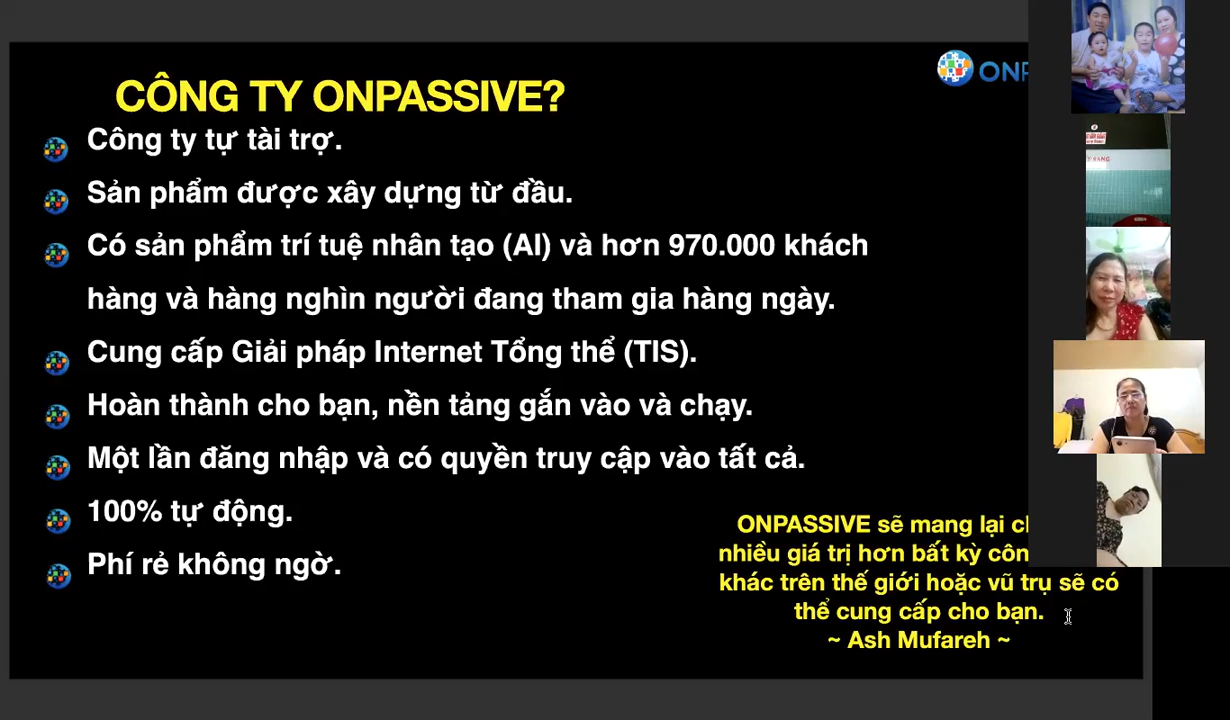 CÔNG TY ONPASSIVE?
ONP
Công ty tự tài trợ.
Sản phẩm được xây dựng từ đầu.
Có sản phẩm trí tuệ nhân tạo (AI) và hơn 970.000 khách
hàng và hàng nghìn người đang tham gia hàng ngày.
Cung cấp Giải pháp Internet Tổng thể (TIS).
Hoàn thành cho bạn, nền tảng gắn vào và chạy.
Một lần đăng nhập và có quyền truy cập vào tất cả.
100% tự động.
Phí rẻ không ngờ.
ONPASSIVE sẽ mang lại
nhiều giá trị hơn bất kỳ
khác trên thế giới hoặc vũ trụ sẽ có
thể cung cấp cho bạn.
~ Ash Mufareh ~